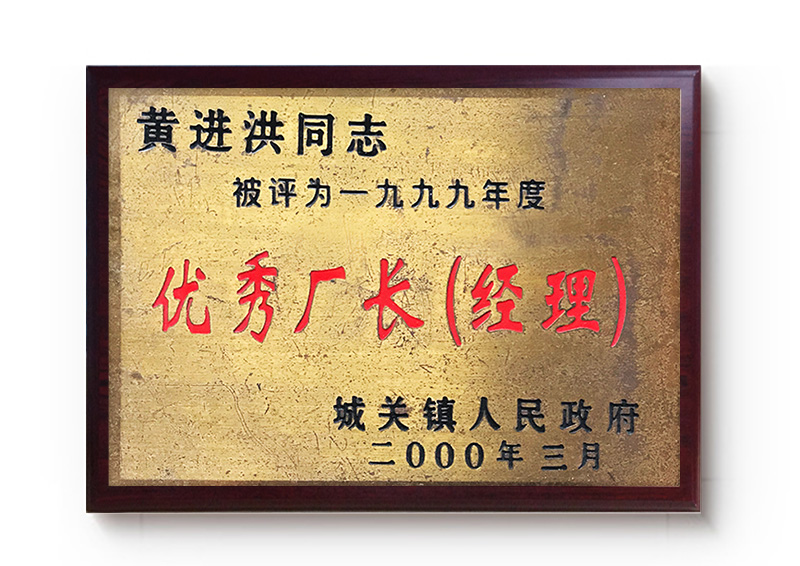 黄进洪同志
被评为一九九九年度
优秀厂长(经理)
城关镇人民政府
二000年三月